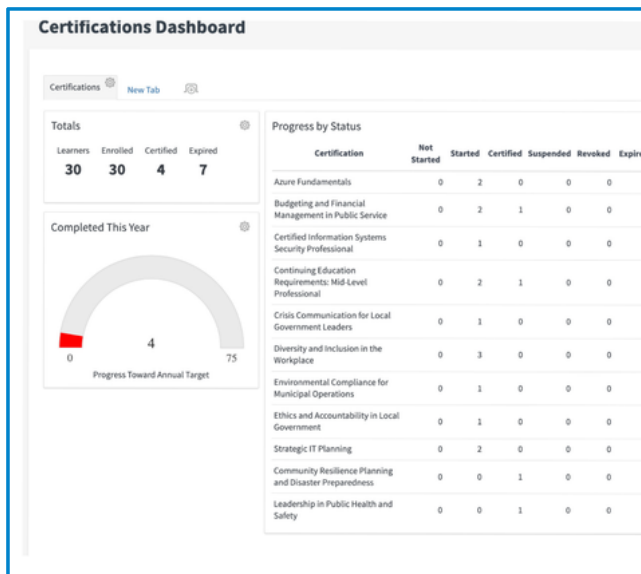 Certifications Dashboard
Certifications
New Tab
Totals
Learners Enrolled Certified Expired
30 30 4 7
Completed This Year
4
0 75
Progress Toward Annual Target
Progress by Status
Certification Not Started Started Certified Suspended Revoked Expire
Azure Fundamentals 0 2 0 0 0
Budgeting and Financial
Management in Public Service 0 2 1 0 0
Certified Information Systems
Security Professional 0 1 0 0 0
Continuing Education
Requirements: Mid-Level
Professional 0 2 1 0 0
Crisis Communication for Local
Government Leaders 0 1 0 0 0
Diversity and Inclusion in the
Workplace 0 3 0 0 0
Environmental Compliance for
Municipal Operations 0 1 0 0 0
Ethics and Accountability in Local
Government 0 1 0 0 0
Strategic IT Planning 0 2 0 0 0
Community Resilience Planning
and Disaster Preparedness 0 0 1 0 0
Leadership in Public Health and
Safety 0 0 1 0 0